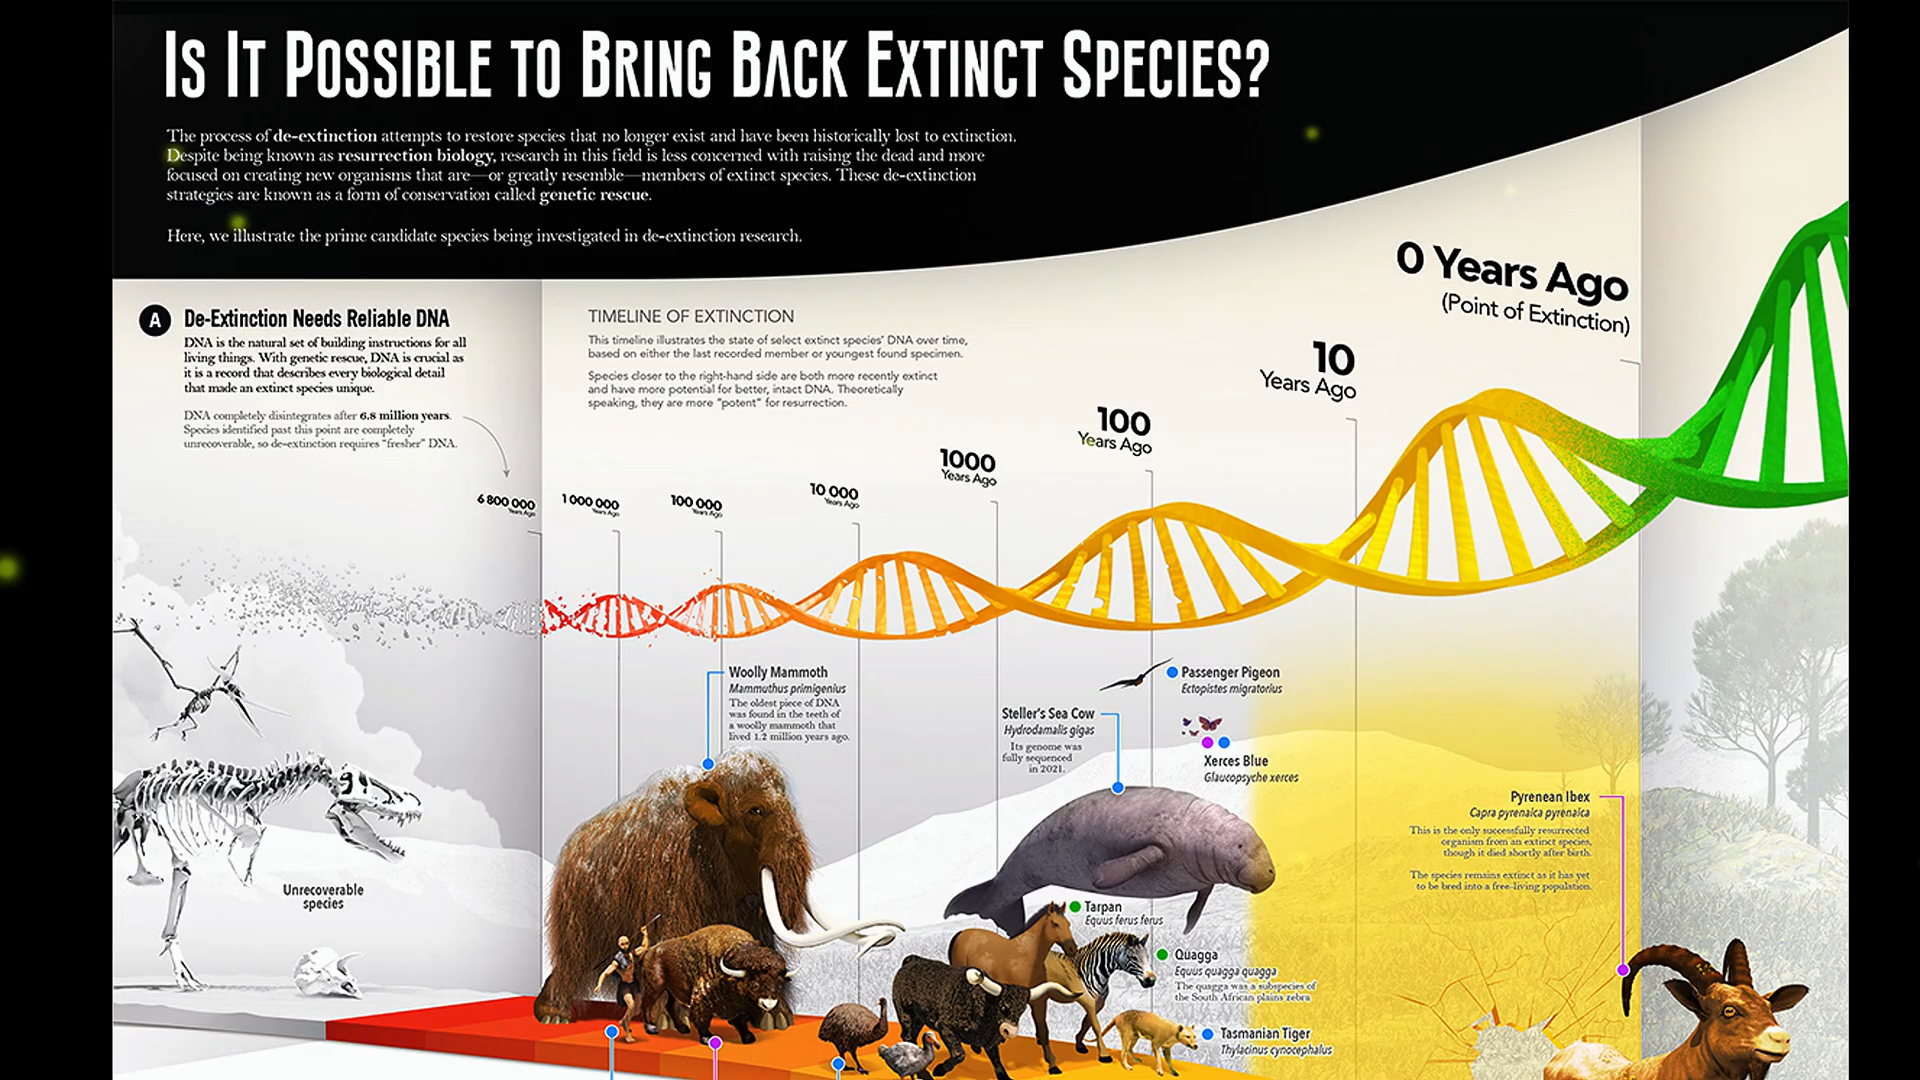 Is It Possible to Bring Back Extinct Species?
The process of de-extinction attempts to restore species that no longer exist and have been historically lost to extinction.
Despite being known as resurrection biology, research in this field is less concerned with raising the dead and more
focused on creating new organisms that are—or greatly resemble—members of extinct species. These de-extinction
strategies are known as a form of conservation called genetic rescue.
Here, we illustrate the prime candidate species being investigated in de-extinction research.
A
De-Extinction Needs Reliable DNA
DNA is the natural set of building instructions for all
living things. With genetic rescue, DNA is crucial as
it is a record that describes every biological detail
that made an extinct species unique.
DNA completely disintegrates after 6.8 million years.
Species identified past this point are completely
unrecoverable, so de-extinction requires "fresher" DNA.
TIMELINE OF EXTINCTION
This timeline illustrates the state of select extinct species' DNA over time,
based on either the last recorded member or youngest found specimen.
Species closer to the right-hand side are both more recently extinct
and have more potential for better, intact DNA. Theoretically
speaking, they are more "potent" for resurrection.
6 800 000
Years Ago
1 000 000
Years Ago
100 000
Years Ago
10 000
Years Ago
1000
Years Ago
100
Years Ago
10
Years Ago
0 Years Ago
(Point of Extinction)
Woolly Mammoth
Mammuthus primigenius
The oldest piece of DNA
was found in the teeth of
a woolly mammoth that
lived 1.2 million years ago.
Passenger Pigeon
Ectopistes migratorius
Steller's Sea Cow
Hydrodamalis gigas
Its genome was
fully sequenced
in 2021.
Xerces Blue
Glaucopsyche xerces
Pyrenean Ibex
Capra pyrenaica pyrenaica
This is the only successfully resurrected
organism from an extinct species,
though it died shortly after birth.
The species remains extinct as it has yet
to be bred into a free-living population.
Unrecoverable
species
Tarpan
Equus ferus ferus
Quagga
Equus quagga quagga
The quagga was a subspecies of
the South African plains zebra
Tasmanian Tiger
Thylacinus cynocephalus